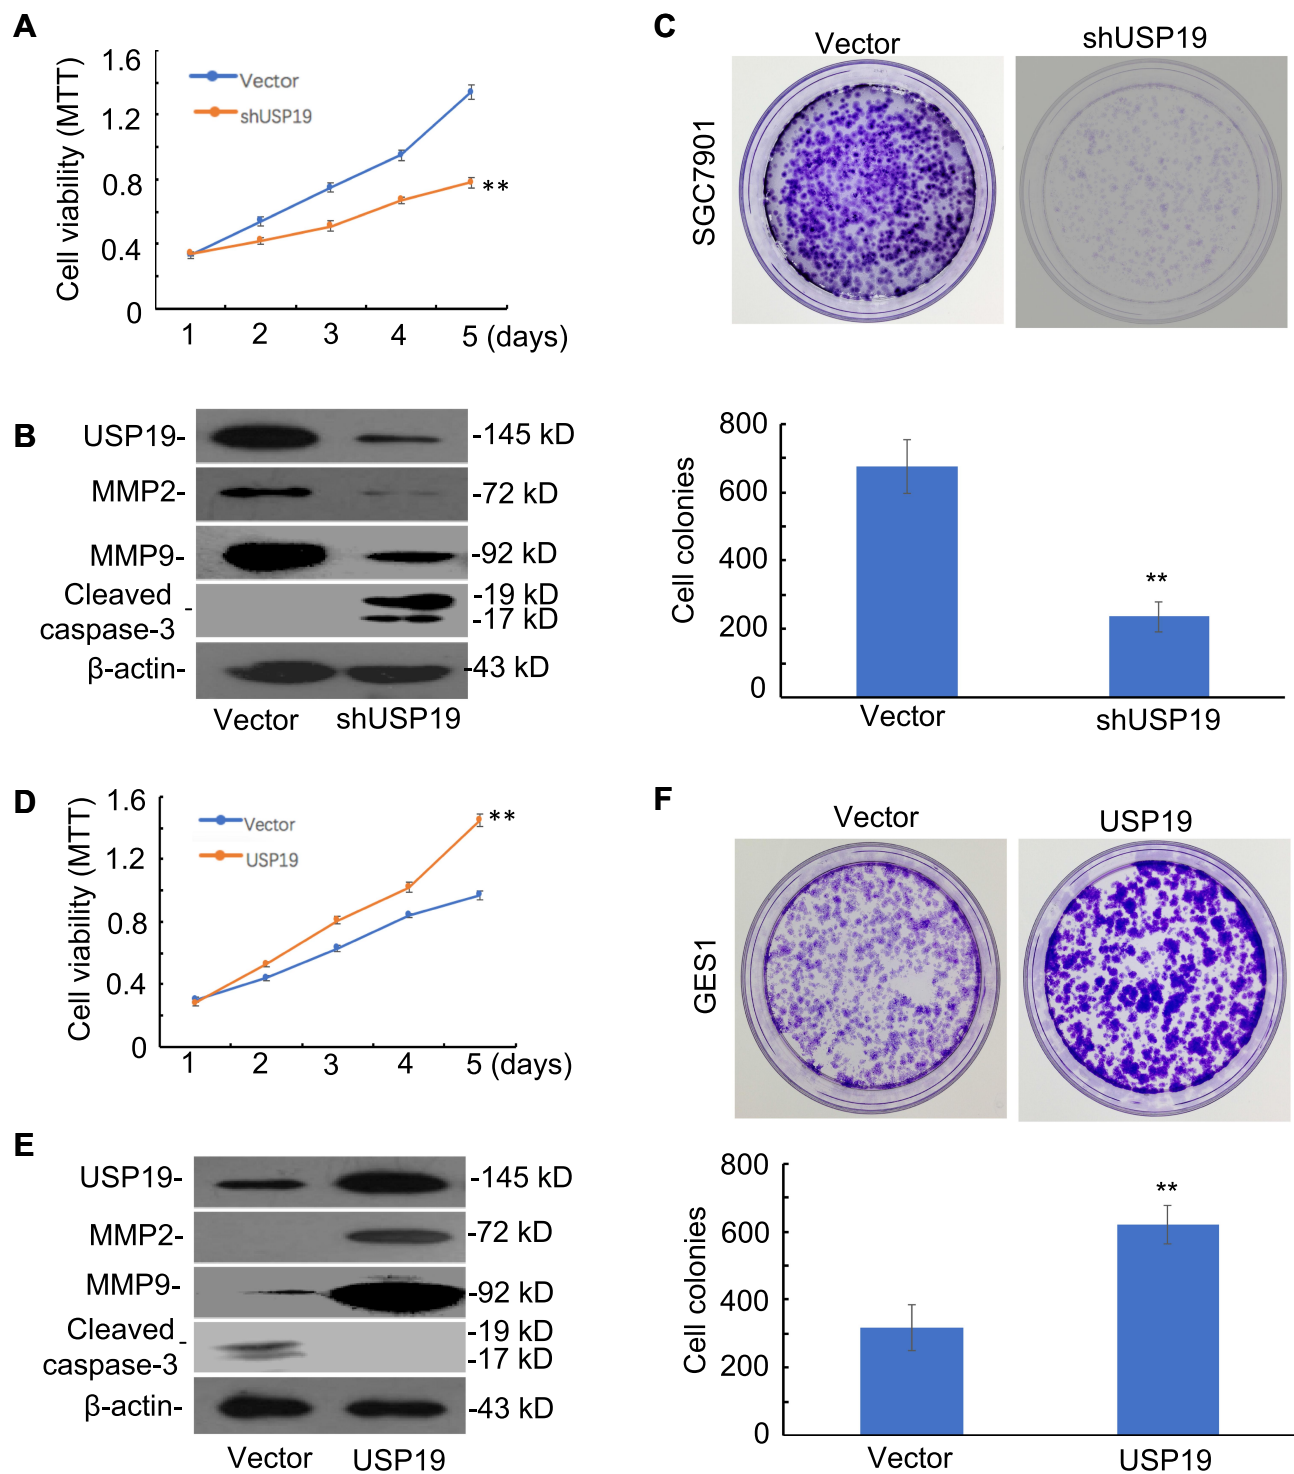 A
1.6
1.2
0.8
0.4
0
Cell viability (MTT)
Vector
shUSP19
**
1 2 3 4 5 (days)
B
USP19- -145 kD
MMP2- -72 kD
MMP9- -92 kD
Cleaved caspase-3 -
-19 kD
-17 kD
β-actin- -43 kD
Vector shUSP19
C
Vector shUSP19
SGC7901
800
600
400
200
0
Cell colonies
**
Vector shUSP19
D
1.6
1.2
0.8
0.4
0
Cell viability (MTT)
Vector
USP19
**
1 2 3 4 5 (days)
E
USP19- -145 kD
MMP2- -72 kD
MMP9- -92 kD
Cleaved caspase-3 -
-19 kD
-17 kD
β-actin- -43 kD
Vector USP19
F
Vector USP19
GES1
800
600
400
200
0
Cell colonies
**
Vector USP19